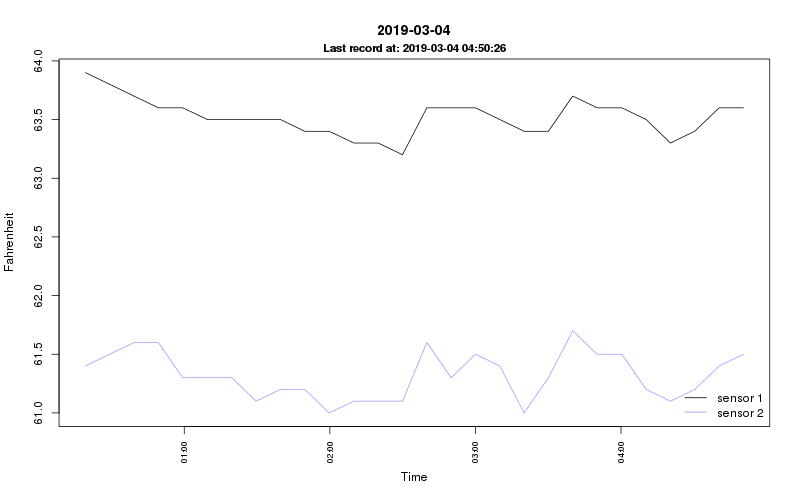 2019-03-04
Last record at: 2019-03-04 04:50:26
64.0
63.5
63.0
62.5
62.0
61.5
61.0
Fahrenheit
sensor 1
sensor 2
01:00
02:00
03:00
04:00
Time